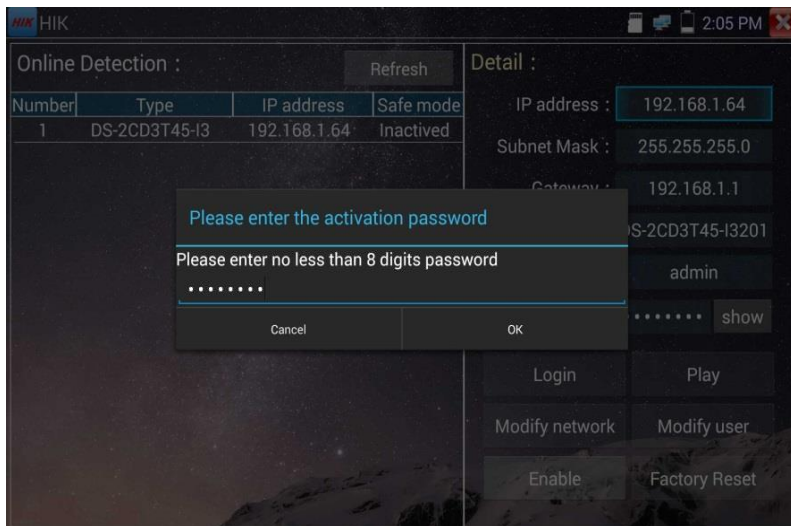 HIK HIK 2:05 PM
Online Detection :
Refresh
Number Type IP address Safe mode
1 DS-2CD3T45-I3 192.168.1.64 Inactived
Detail :
IP address : 192.168.1.64
Subnet Mask : 255.255.255.0
Gateway : 192.168.1.1
S-2CD3T45-I3201
admin
•••••••• show
Please enter the activation password
Please enter no less than 8 digits password
••••••••
Cancel OK
Login Play
Modify network Modify user
Enable Factory Reset